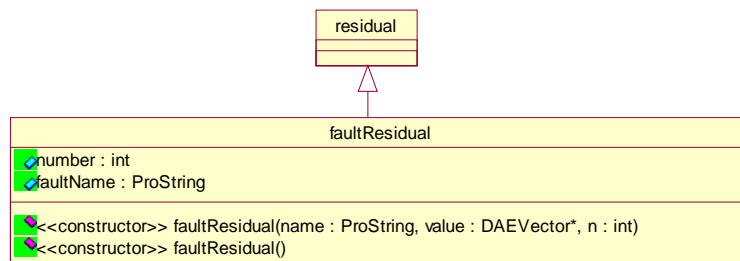 residual
faultResidual
number : int
faultName : ProString
<<constructor>> faultResidual(name : ProString, value : DAEVector*, n : int)
<<constructor>> faultResidual()